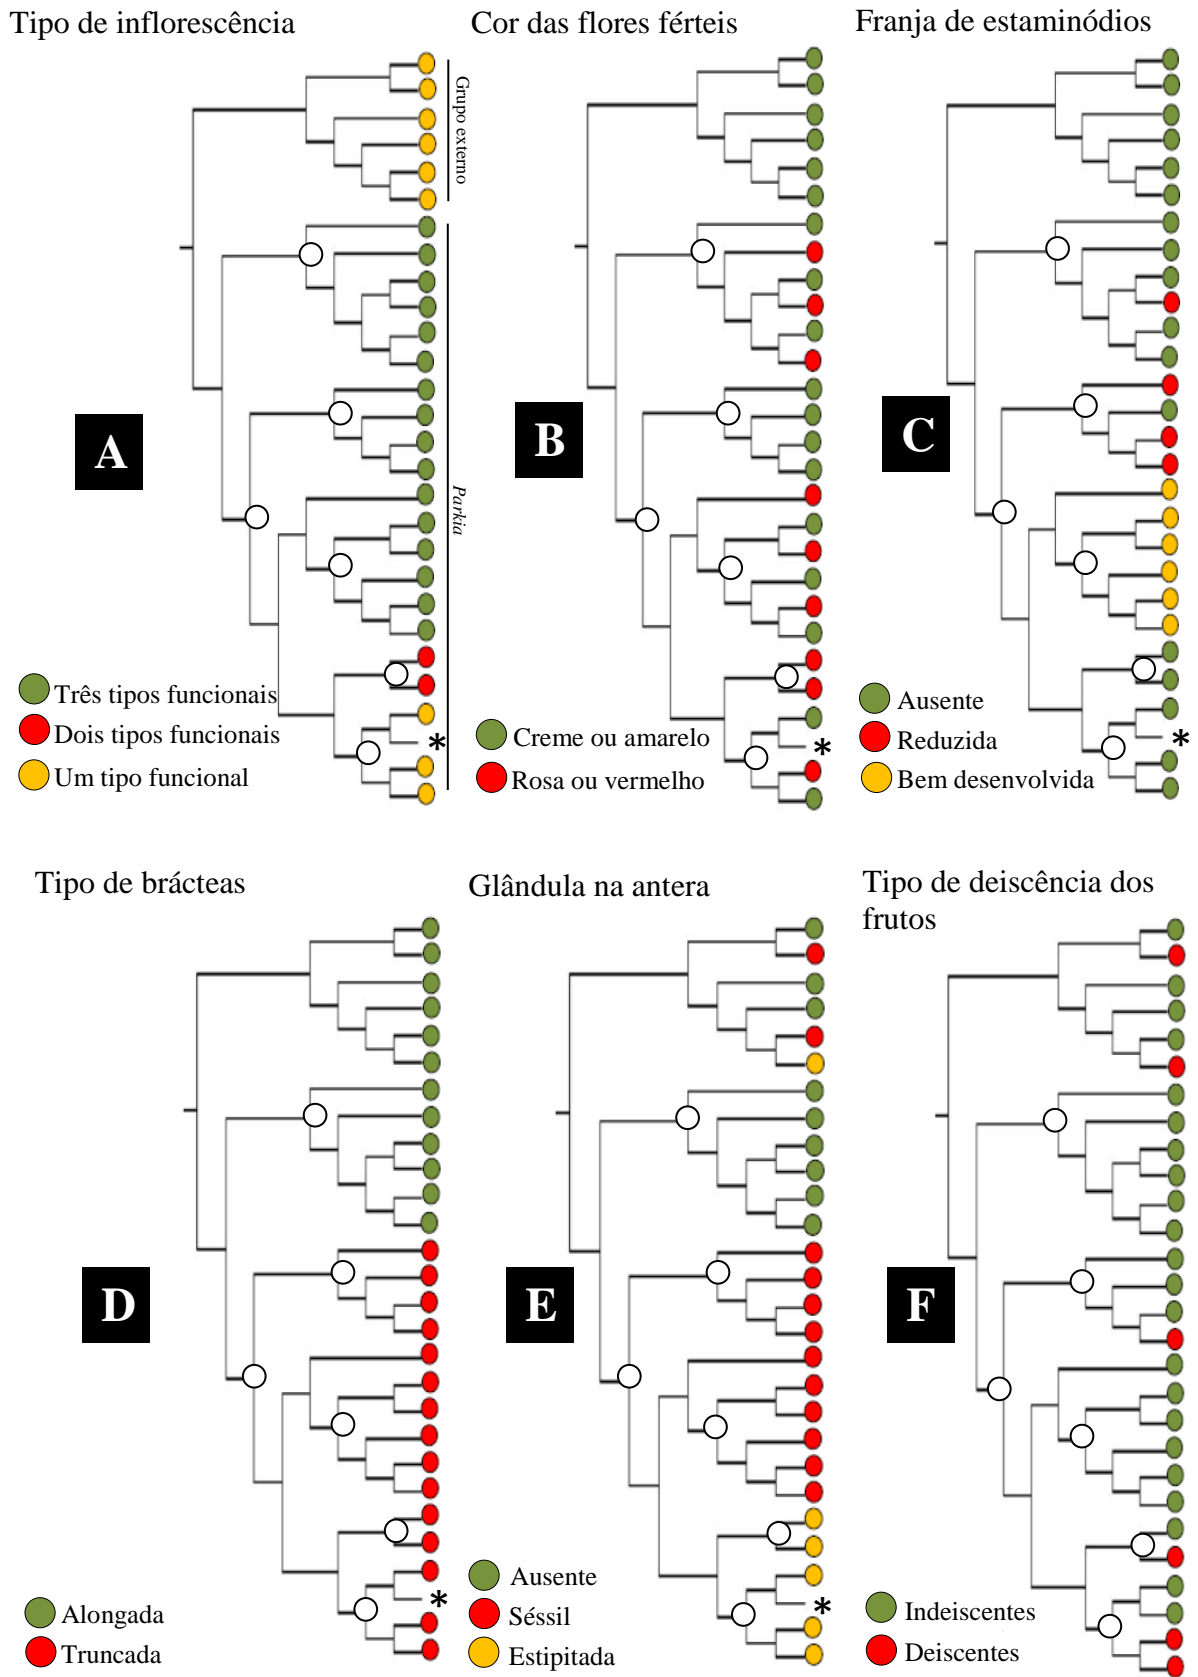 Tipo de inflorescência
Grupo externo
Parkia
A
Três tipos funcionais
Dois tipos funcionais
*
Um tipo funcional
Cor das flores férteis
B
Creme ou amarelo
*
Rosa ou vermelho
Franja de estaminódios
C
Ausente
Reduzida
*
Bem desenvolvida
Tipo de brácteas
D
Alongada
*
Truncada
Glândula na antera
E
Ausente
Séssil
*
Estipitada
Tipo de deiscência dos
frutos
F
Indeiscentes
Deiscentes